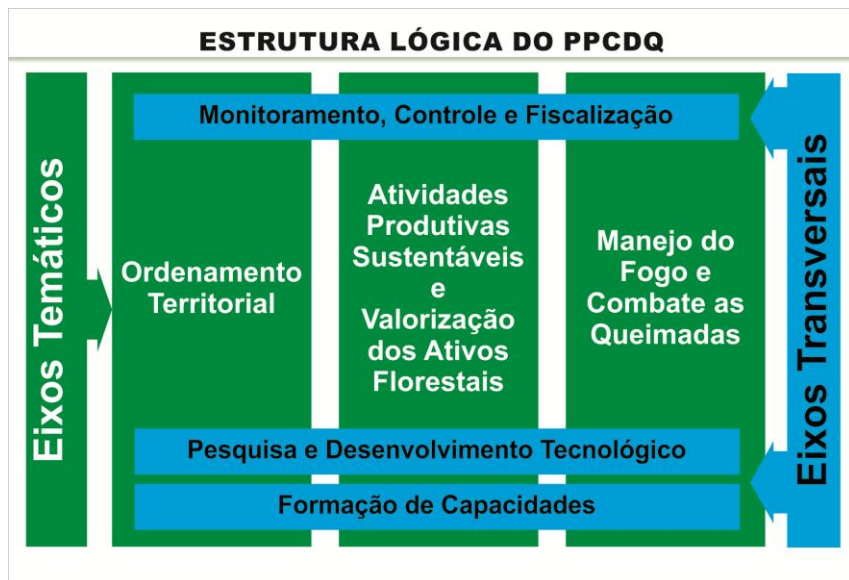 ESTRUTURA LÓGICA DO PPCDQ
Eixos Temáticos
Monitoramento, Controle e Fiscalização
Ordenamento
Territorial
Atividades
Produtivas
Sustentáveis
e
Valorização
dos Ativos
Florestais
Manejo do
Fogo e
Combate as
Queimadas
Pesquisa e Desenvolvimento Tecnológico
Formação de Capacidades
Eixos Transversais